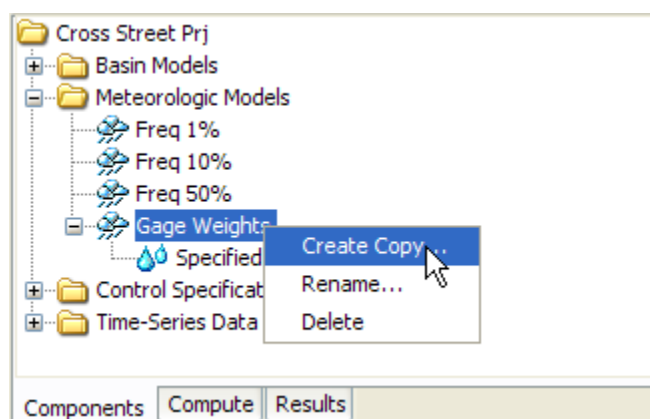 Cross Street Prj
Basin Models
Meteorologic Models
Freq 1%
Freq 10%
Freq 50%
Gage Weights
Create Copy...
Specified
Rename...
Control Specificat
Delete
Time-Series Data
Components Compute Results